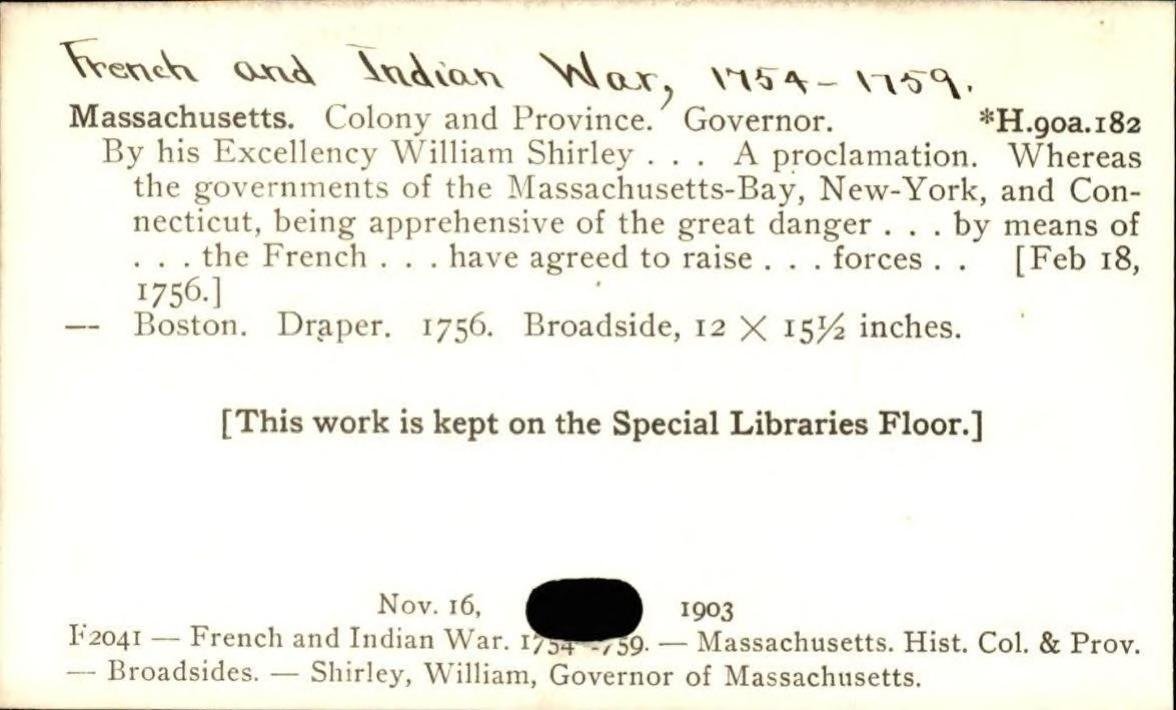 French and Indian War, 1754-1759.
Massachusetts. Colony and Province. Governor. *H.90a.182
By his Excellency William Shirley . . . A proclamation. Whereas
the governments of the Massachusetts-Bay, New-York, and Con-
necticut, being apprehensive of the great danger . . . by means of
. . . the French . . . have agreed to raise . . . forces . . [Feb 18,
1756.]
— Boston. Draper. 1756. Broadside, 12 × 15½ inches.
[This work is kept on the Special Libraries Floor.]
Nov. 16, 1903
F2041 — French and Indian War. 1754-759. — Massachusetts. Hist. Col. & Prov.
— Broadsides. — Shirley, William, Governor of Massachusetts.